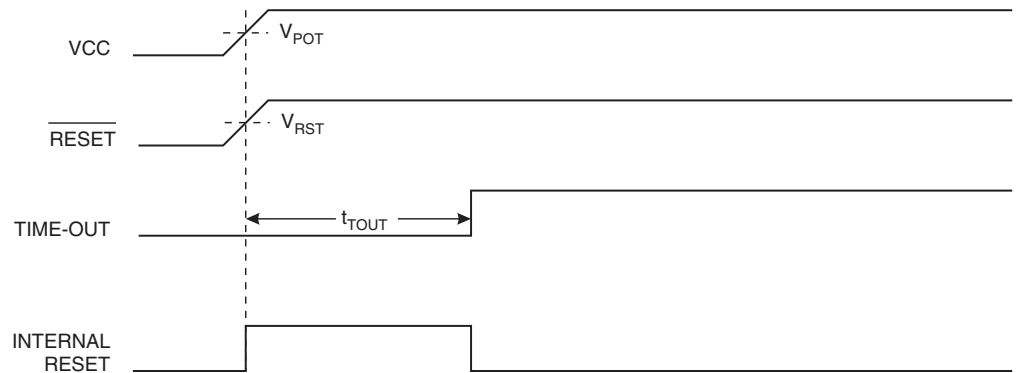 VCC
VPOT
RESET
VRST
TIME-OUT
tTOUT
INTERNAL
RESET